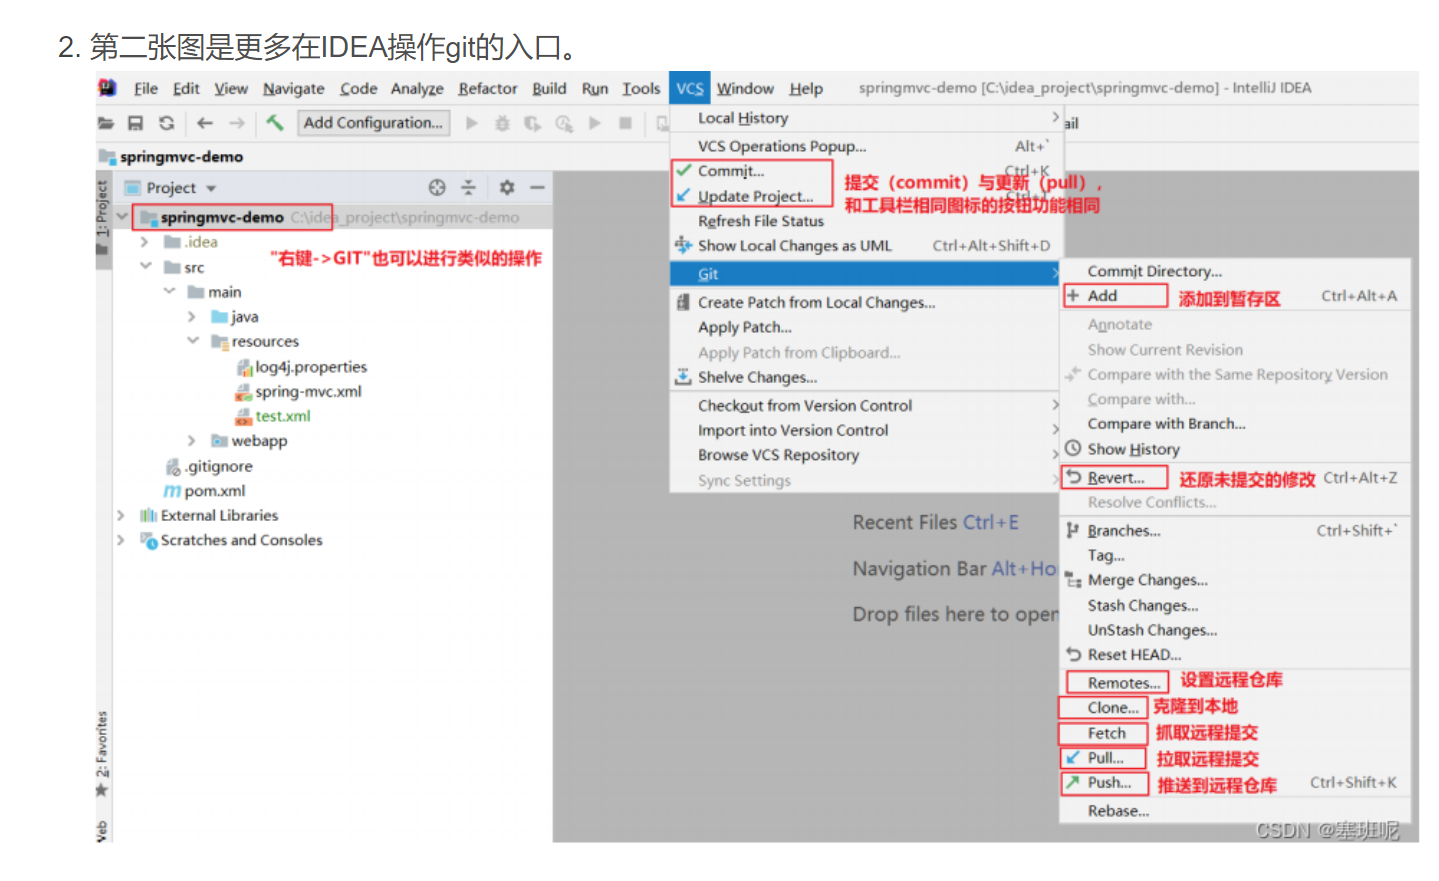 2. 第二张图是更多在IDEA操作git的入口。
File Edit View Navigate Code Analyze Refactor Build Run Tools VCS Window Help springmvc-demo [C:\idea_project\springmvc-demo] - IntelliJ IDEA
Add Configuration...
springmvc-demo
1: Project
Project
springmvc-demo C:\idea_project\springmvc-demo
.idea
"右键->GIT"也可以进行类似的操作
src
main
java
resources
log4j.properties
spring-mvc.xml
test.xml
webapp
.gitignore
pom.xml
External Libraries
Scratches and Consoles
2: Favorites
Local History
VCS Operations Popup... Alt+`
Commit... Ctrl+K
Update Project...
提交（commit）与更新（pull），
和工具栏相同图标的按钮功能相同
Refresh File Status
Show Local Changes as UML Ctrl+Alt+Shift+D
Git
Create Patch from Local Changes...
Apply Patch...
Apply Patch from Clipboard...
Shelve Changes...
Checkout from Version Control
Import into Version Control
Browse VCS Repository
Sync Settings
Recent Files Ctrl+E
Navigation Bar Alt+Ho
Drop files here to open
Commit Directory...
Add 添加到暂存区 Ctrl+Alt+A
Annotate
Show Current Revision
Compare with the Same Repository Version
Compare with...
Compare with Branch...
Show History
Revert... 还原未提交的修改 Ctrl+Alt+Z
Resolve Conflicts...
Branches... Ctrl+Shift+`
Tag...
Merge Changes...
Stash Changes...
UnStash Changes...
Reset HEAD...
Remotes... 设置远程仓库
Clone... 克隆到本地
Fetch 抓取远程提交
Pull... 拉取远程提交
Push... 推送到远程仓库 Ctrl+Shift+K
Rebase...
CSDN @塞班呢